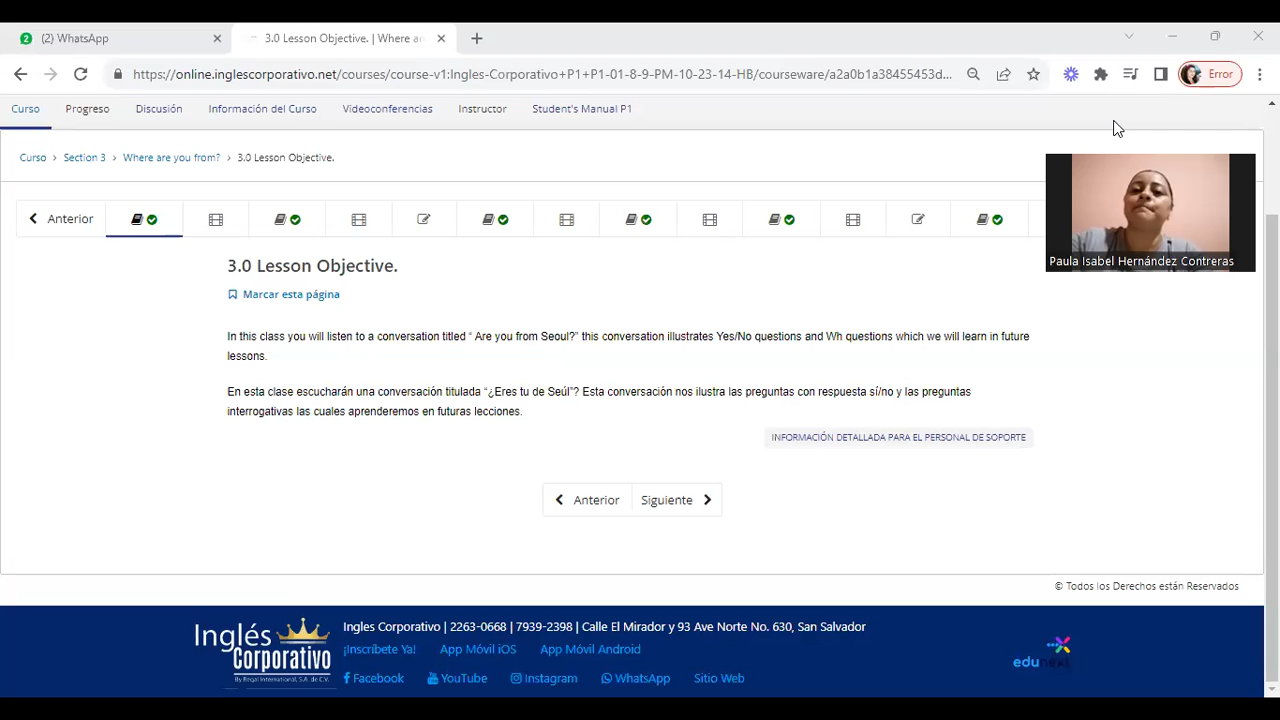 (2) WhatsApp
3.0 Lesson Objective. | Where ar
https://online.inglescorporativo.net/courses/course-v1:Ingles-Corporativo+P1+P1-01-8-9-PM-10-23-14-HB/courseware/a2a0b1a38455453d...
Error
Curso Progreso Discusión Información del Curso Videoconferencias Instructor Student's Manual P1
Curso > Section 3 > Where are you from? > 3.0 Lesson Objective.
Anterior
Paula Isabel Hernández Contreras
3.0 Lesson Objective.
Marcar esta página
In this class you will listen to a conversation titled “ Are you from Seoul?” this conversation illustrates Yes/No questions and Wh questions which we will learn in future
lessons.
En esta clase escucharán una conversación titulada “¿Eres tu de Seúl”? Esta conversación nos ilustra las preguntas con respuesta sí/no y las preguntas
interrogativas las cuales aprenderemos en futuras lecciones.
INFORMACIÓN DETALLADA PARA EL PERSONAL DE SOPORTE
Anterior Siguiente
© Todos los Derechos están Reservados
Inglés
Corporativo
By Regal International, S.A. de C.V.
Ingles Corporativo | 2263-0668 | 7939-2398 | Calle El Mirador y 93 Ave Norte No. 630, San Salvador
¡Inscríbete Ya! App Móvil iOS App Móvil Android
Facebook YouTube Instagram WhatsApp Sitio Web
edunext